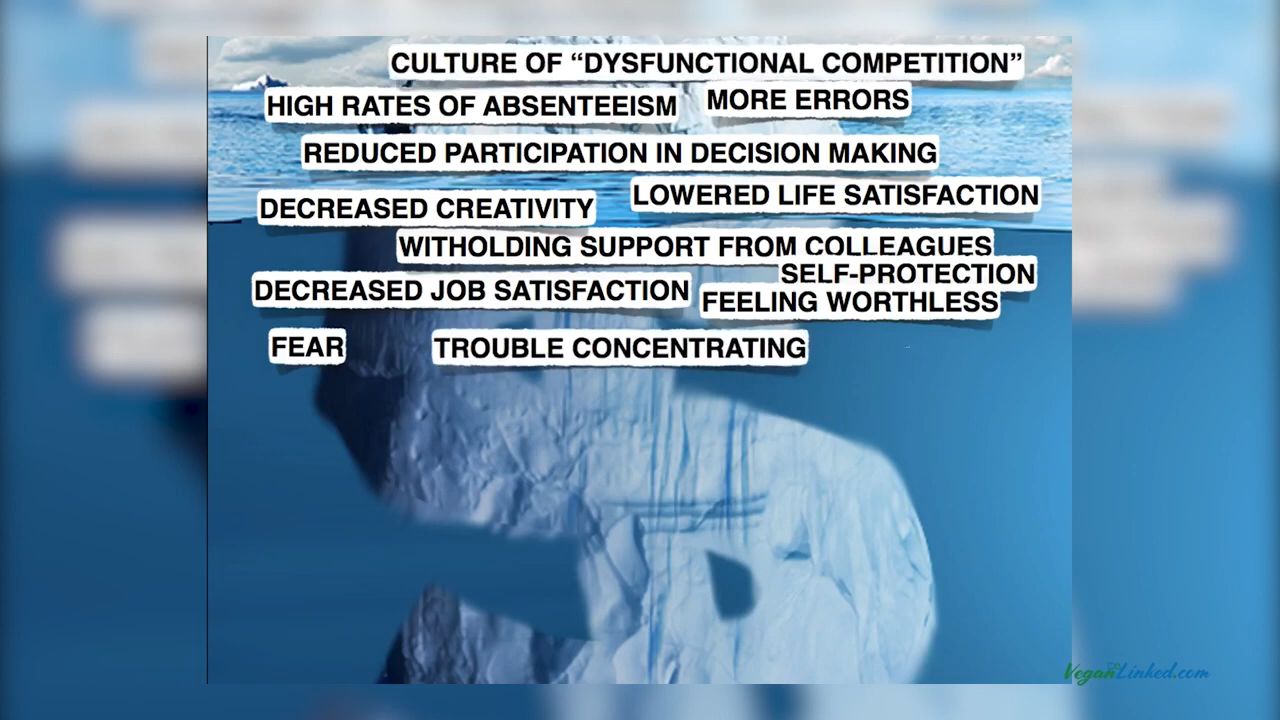 CULTURE OF “DYSFUNCTIONAL COMPETITION”
HIGH RATES OF ABSENTEEISM
MORE ERRORS
REDUCED PARTICIPATION IN DECISION MAKING
DECREASED CREATIVITY
LOWERED LIFE SATISFACTION
WITHOLDING SUPPORT FROM COLLEAGUES
SELF-PROTECTION
DECREASED JOB SATISFACTION
FEELING WORTHLESS
FEAR
TROUBLE CONCENTRATING
VeganLinked.com